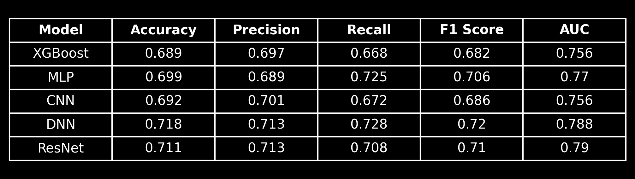 Model Accuracy Precision Recall F1 Score AUC
XGBoost 0.689 0.697 0.668 0.682 0.756
MLP 0.699 0.689 0.725 0.706 0.77
CNN 0.692 0.701 0.672 0.686 0.756
DNN 0.718 0.713 0.728 0.72 0.788
ResNet 0.711 0.713 0.708 0.71 0.79